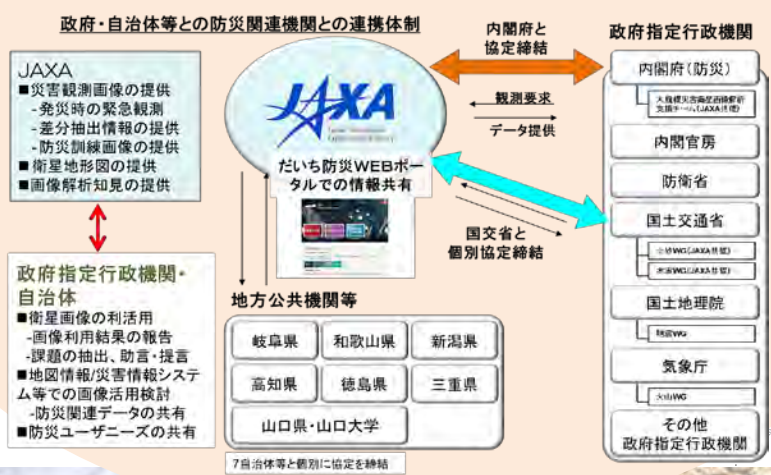 政府・自治体等との防災関連機関との連携体制
JAXA
■災害観測画像の提供
-発災時の緊急観測
-差分抽出情報の提供
-防災訓練画像の提供
■衛星地形図の提供
■画像解析知見の提供
政府指定行政機関・
自治体
■衛星画像の利活用
-画像利用結果の報告
-課題の抽出、助言・提言
■地図情報/災害情報システ
ム等での画像活用検討
-防災関連データの共有
■防災ユーザニーズの共有
JAXA
だいち防災WEBポー
タルでの情報共有
内閣府と
協定締結
観測要求
データ提供
国交省と
個別協定締結
地方公共機関等
岐阜県
和歌山県
新潟県
高知県
徳島県
三重県
山口県・山口大学
7自治体等と個別に協定を締結
政府指定行政機関
内閣府(防災)
内閣官房
防衛省
国土交通省
国土地理院
気象庁
火山WG
その他
政府指定行政機関